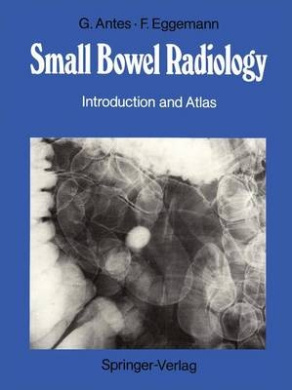 G. Antes · F. Eggemann
Small Bowel Radiology
Introduction and Atlas
Springer-Verlag